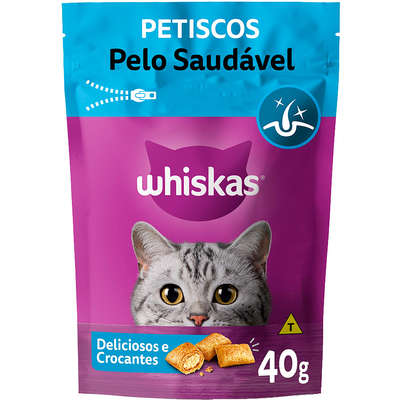 PETISCOS
Pelo Saudável
whiskas®
T
Deliciosos e
Crocantes
40g